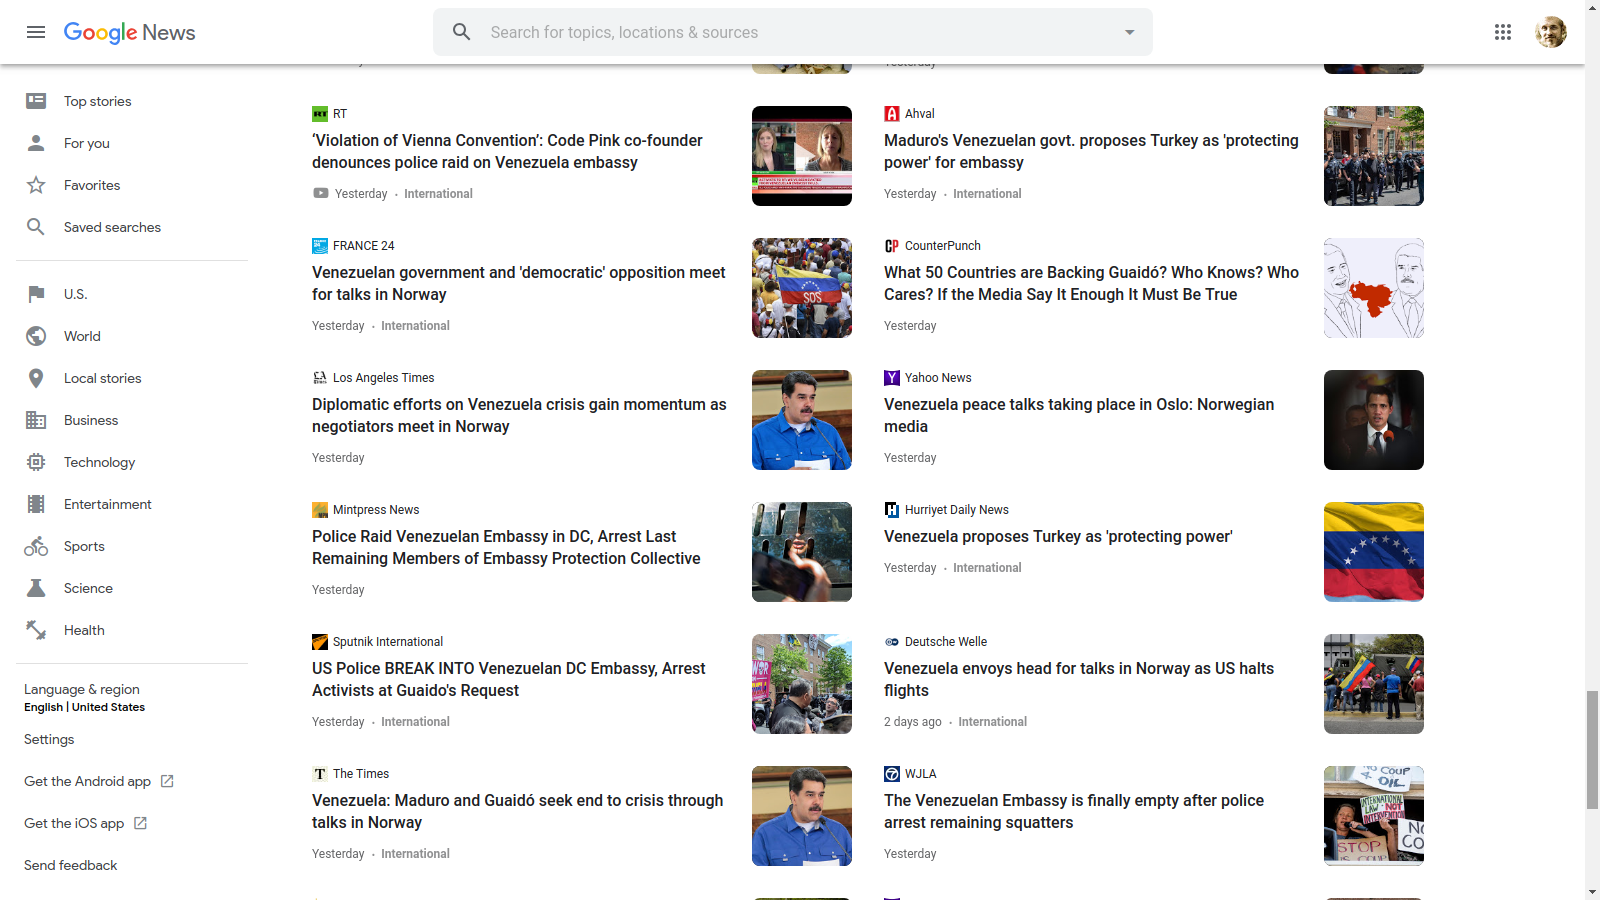 Google News
Search for topics, locations & sources
Top stories
For you
Favorites
Saved searches
U.S.
World
Local stories
Business
Technology
Entertainment
Sports
Science
Health
Language & region
English | United States
Settings
Get the Android app
Get the iOS app
Send feedback
Yesterday
RT
‘Violation of Vienna Convention’: Code Pink co-founder
denounces police raid on Venezuela embassy
Yesterday · International
Ahval
Maduro's Venezuelan govt. proposes Turkey as 'protecting
power' for embassy
Yesterday · International
FRANCE 24
Venezuelan government and 'democratic' opposition meet
for talks in Norway
Yesterday · International
SOS
CounterPunch
What 50 Countries are Backing Guaidó? Who Knows? Who
Cares? If the Media Say It Enough It Must Be True
Yesterday
Los Angeles Times
Diplomatic efforts on Venezuela crisis gain momentum as
negotiators meet in Norway
Yesterday
Yahoo News
Venezuela peace talks taking place in Oslo: Norwegian
media
Yesterday
Mintpress News
Police Raid Venezuelan Embassy in DC, Arrest Last
Remaining Members of Embassy Protection Collective
Yesterday
Hurriyet Daily News
Venezuela proposes Turkey as 'protecting power'
Yesterday · International
Sputnik International
US Police BREAK INTO Venezuelan DC Embassy, Arrest
Activists at Guaido's Request
Yesterday · International
Deutsche Welle
Venezuela envoys head for talks in Norway as US halts
flights
2 days ago · International
The Times
Venezuela: Maduro and Guaidó seek end to crisis through
talks in Norway
Yesterday · International
WJLA
The Venezuelan Embassy is finally empty after police
arrest remaining squatters
Yesterday
COUP
OIL
INTERNATIONAL
LAW NOT
INTERVENTION
STOP